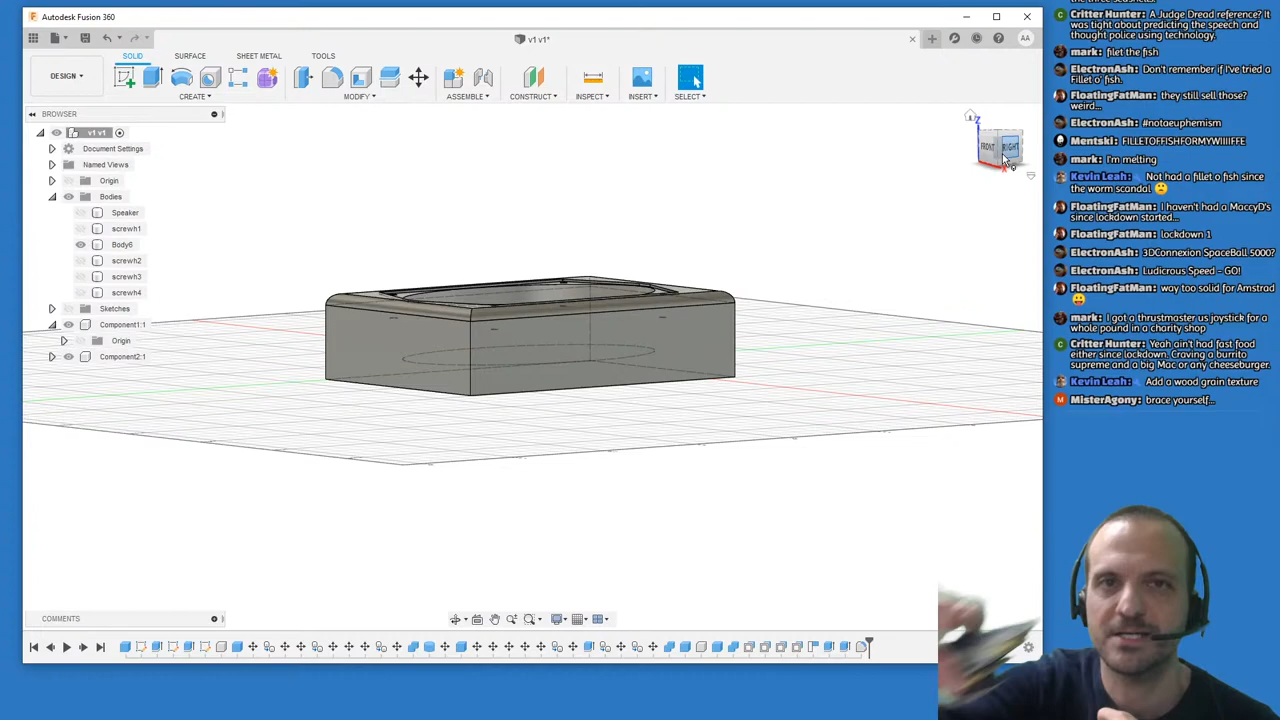 Autodesk Fusion 360
v1 v1*
AA
DESIGN
SOLID
SURFACE
SHEET METAL
TOOLS
CREATE
MODIFY
ASSEMBLE
CONSTRUCT
INSPECT
INSERT
SELECT
BROWSER
v1 v1
Document Settings
Named Views
Origin
Bodies
Speaker
screwh1
Body6
screwh2
screwh3
screwh4
Sketches
Component1:1
Origin
Component2:1
Z
FRONT
RIGHT
X
COMMENTS
Critter Hunter: A Judge Dread reference? It
was tight about predicting the speech and
thought police using technology.
mark: filet the fish
ElectronAsh: Don't remember if I've tried a
Fillet o' fish.
FloatingFatMan: they still sell those?
weird...
ElectronAsh: #notaeuphemism
Mentski: FILLETOFFISHFORMYWIIIIFFE
mark: I'm melting
Kevin Leah: Not had a fillet o fish since
the worm scandal
FloatingFatMan: I haven't had a MaccyD's
since lockdown started...
FloatingFatMan: lockdown 1
ElectronAsh: 3DConnexion SpaceBall 5000?
ElectronAsh: Ludicrous Speed - GO!
FloatingFatMan: way too solid for Amstrad
mark: I got a thrustmaster us joystick for a
whole pound in a charity shop
Critter Hunter: Yeah ain't had fast food
either since lockdown. Craving a burrito
supreme and a big Mac or any cheeseburger.
Kevin Leah: Add a wood grain texture
MisterAgony: brace yourself...